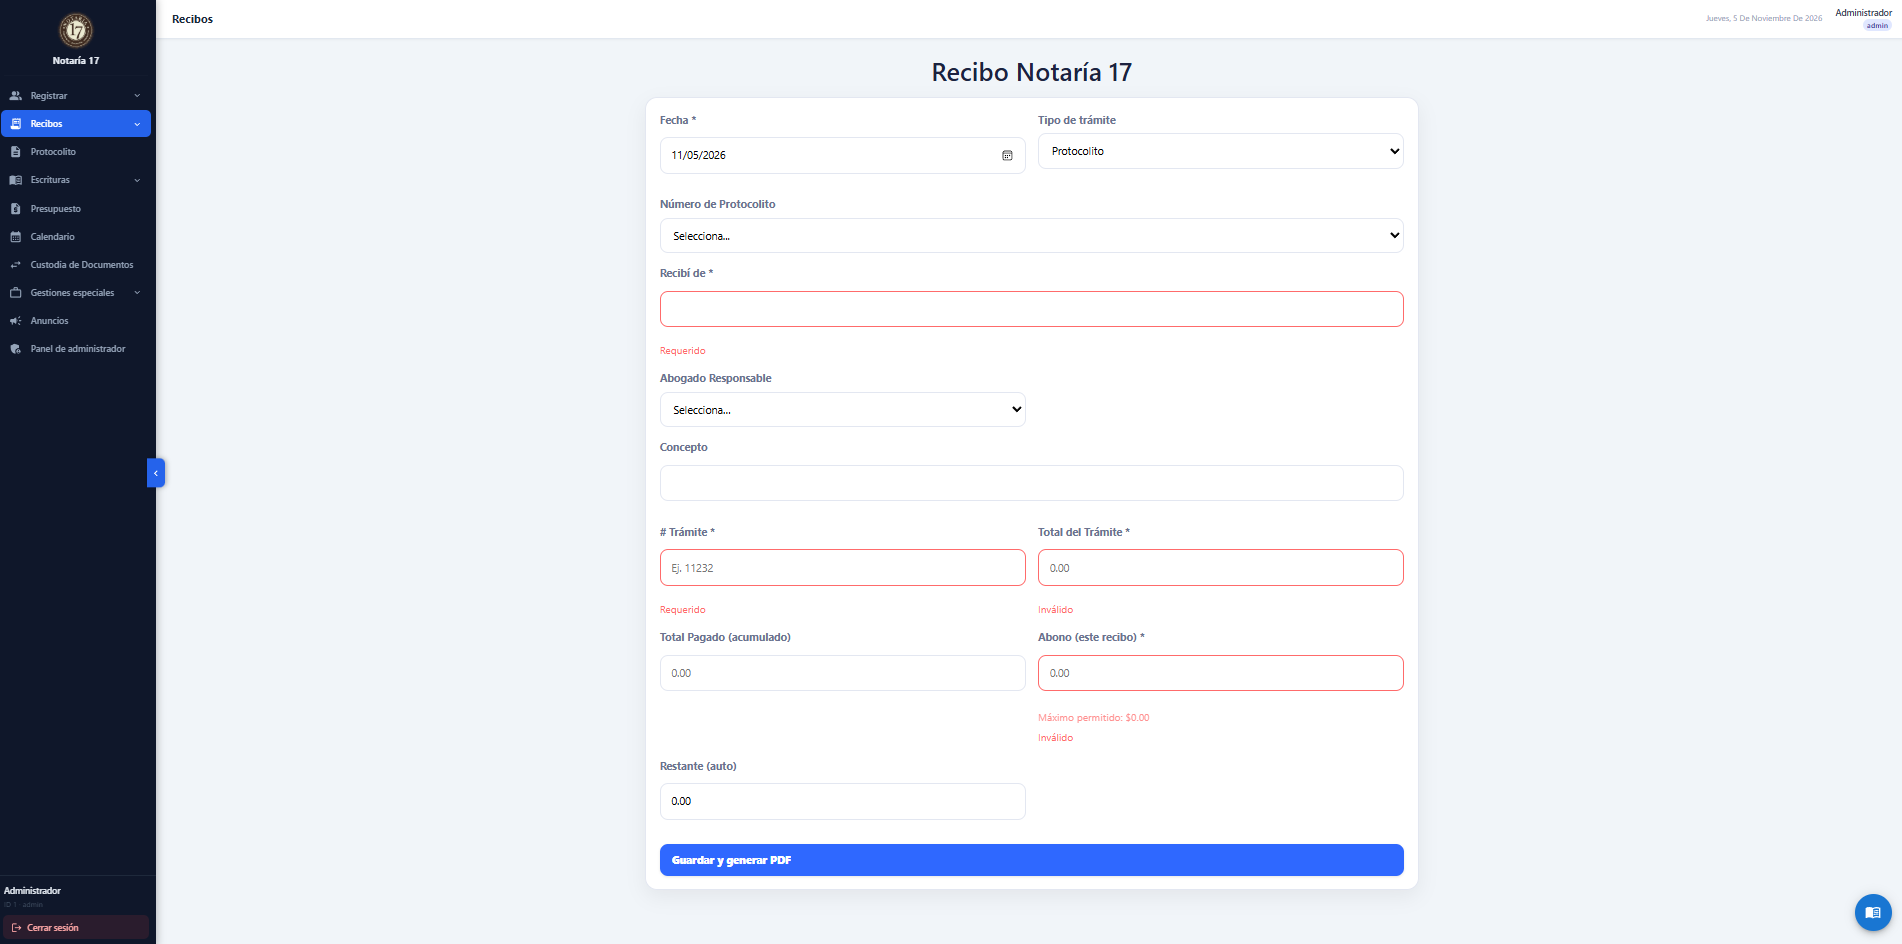 17
Notaría 17
Registrar
Recibos
Protocolito
Escrituras
Presupuesto
Calendario
Custodia de Documentos
Gestiones especiales
Anuncios
Panel de administrador
Administrador
ID 1 · admin
Cerrar sesión
Recibos
Jueves, 5 De Noviembre De 2026
Administrador
admin
Recibo Notaría 17
Fecha *
Tipo de trámite
11/05/2026
Protocolito
Número de Protocolito
Selecciona...
Recibí de *
Requerido
Abogado Responsable
Selecciona...
Concepto
# Trámite *
Total del Trámite *
Ej. 11232
0.00
Requerido
Inválido
Total Pagado (acumulado)
Abono (este recibo) *
0.00
0.00
Máximo permitido: $0.00
Inválido
Restante (auto)
0.00
Guardar y generar PDF